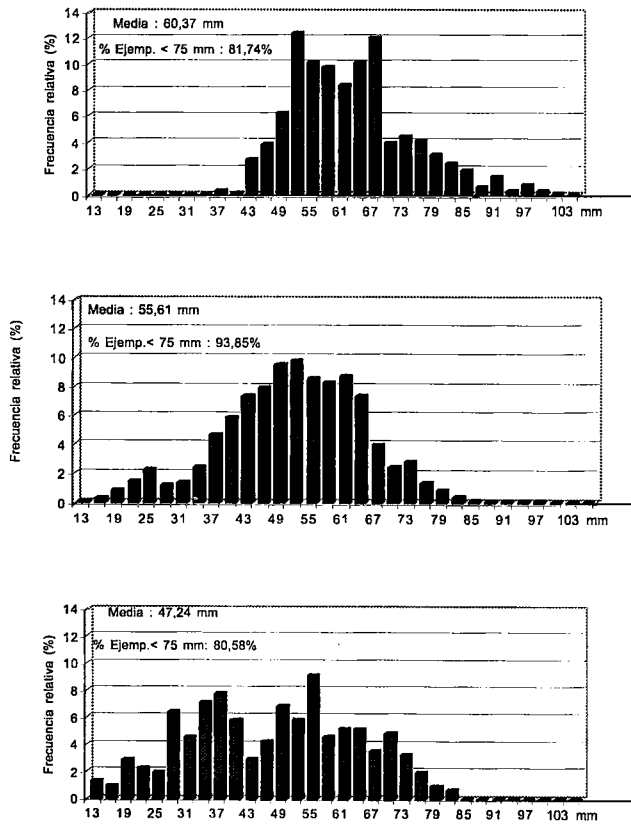 Media : 60,37 mm
% Ejemp. < 75 mm : 81,74%
Frecuencia relativa (%)
14
12
10
8
6
4
2
0
13 19 25 31 37 43 49 55 61 67 73 79 85 91 97 103 mm
Media : 55,61 mm
% Ejemp.< 75 mm : 93,85%
Frecuencia relativa (%)
14
12
10
8
6
4
2
0
13 19 25 31 37 43 49 55 61 67 73 79 85 91 97 103 mm
Media : 47,24 mm
% Ejemp.< 75 mm: 80,58%
Frecuencia relativa (%)
14
12
10
8
6
4
2
0
13 19 25 31 37 43 49 55 61 67 73 79 85 91 97 103 mm